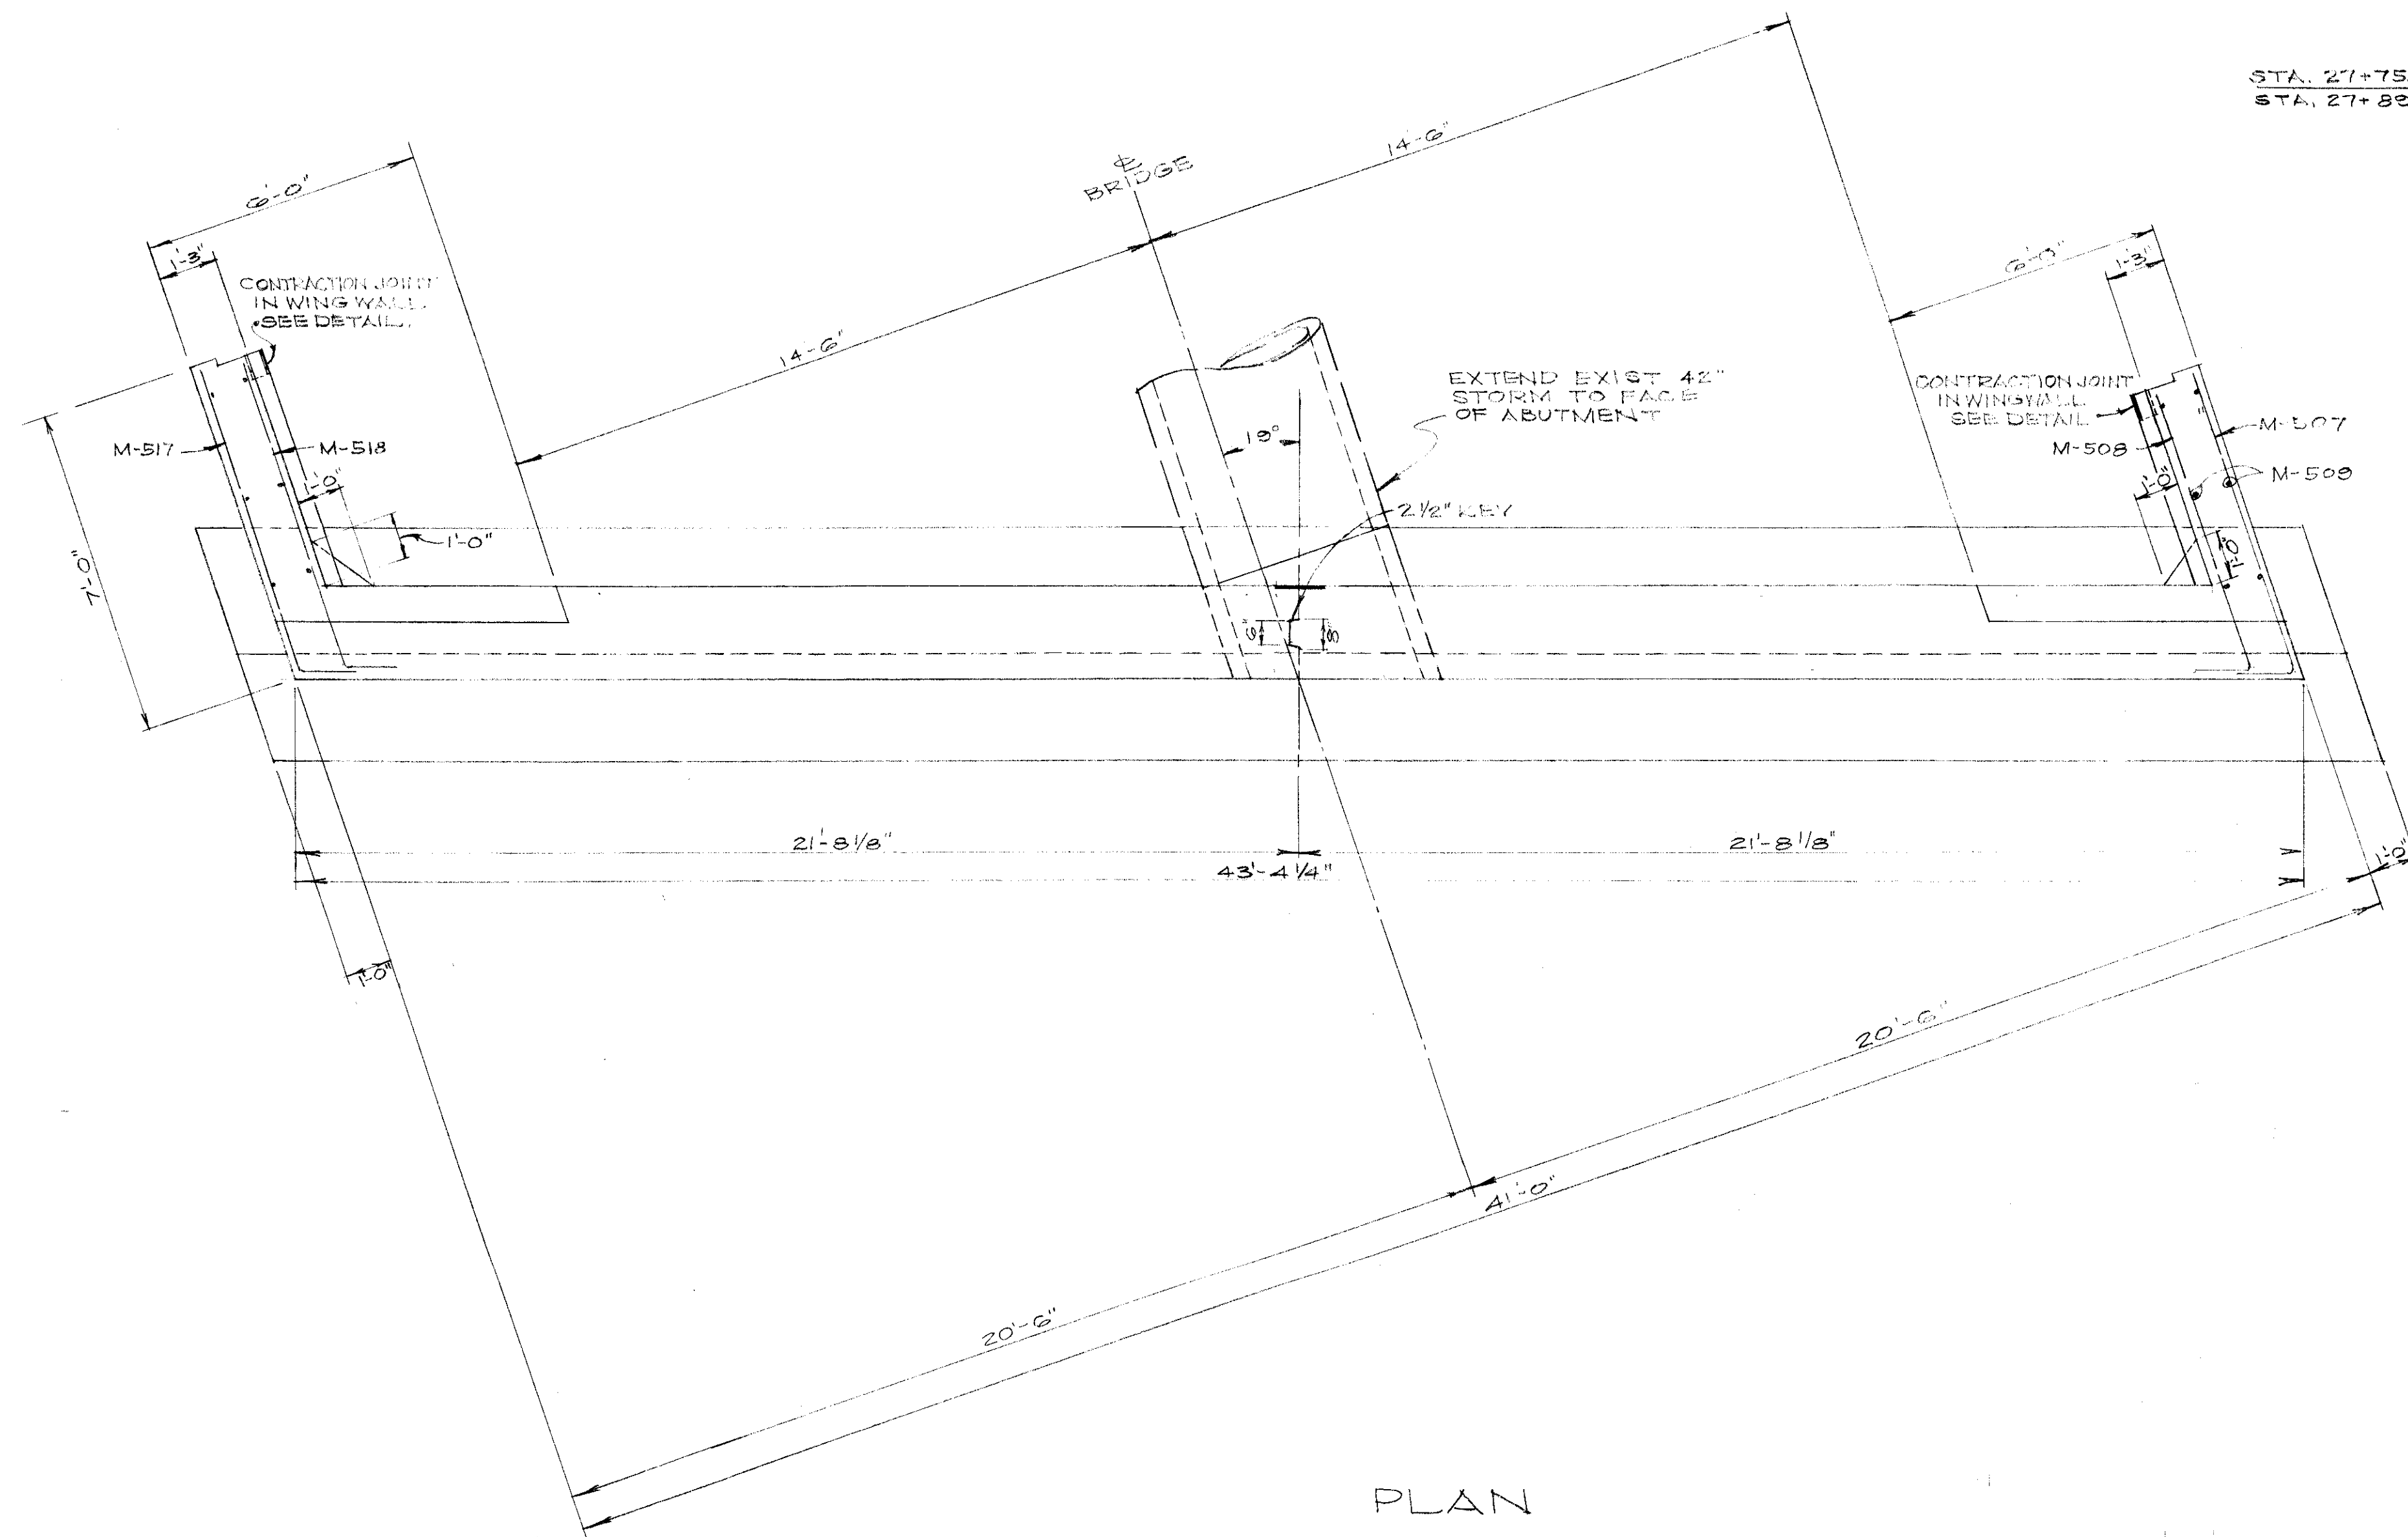 STA. 27+75
STA. 27+89
14'-6"
℄
BRIDGE
6'-0"
1'-3"
CONTRACTION JOINT
IN WING WALL
SEE DETAIL.
14'-6"
6'-0"
1'-3"
EXTEND EXIST 42"
STORM TO FACE
OF ABUTMENT
CONTRACTION JOINT
IN WINGWALL
SEE DETAIL
19°
M-517
M-518
M-507
M-508
M-509
1'-0"
1'-0"
2 1/2" KEY
1'-0"
1'-0"
7'-0"
6"
8"
21'-8 1/8"
21'-8 1/8"
43'-4 1/4"
1'-0"
1'-0"
20'-6"
41'-0"
20'-6"
PLAN